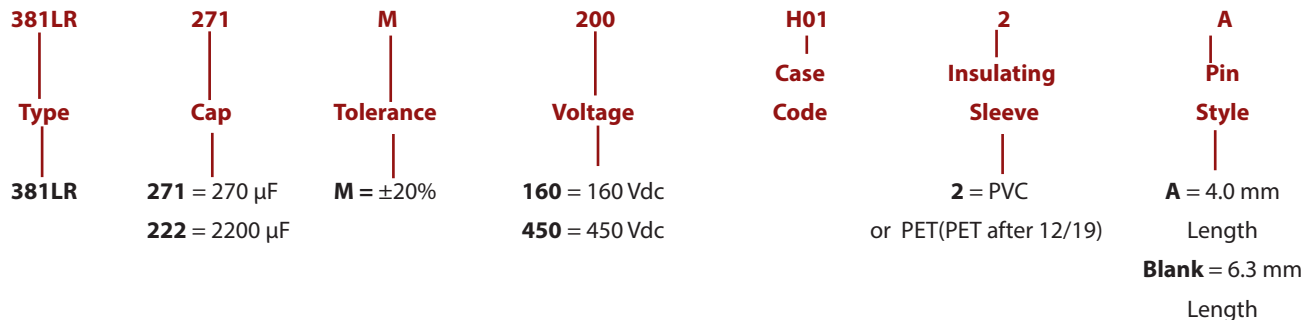 381LR 271 M 200 H01 2 A
Case Insulating Pin
Type Cap Tolerance Voltage Code Sleeve Style
381LR 271 = 270 µF M = ±20% 160 = 160 Vdc 2 = PVC A = 4.0 mm
222 = 2200 µF 450 = 450 Vdc or PET(PET after 12/19) Length
Blank = 6.3 mm
Length